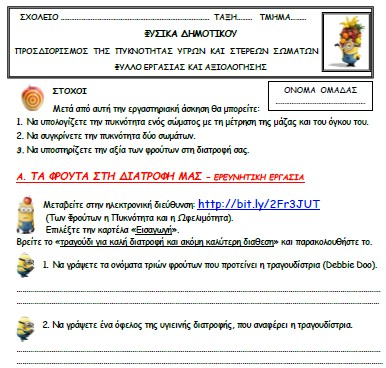 ΣΧΟΛΕΙΟ ........................................................... ΤΑΞΗ........ ΤΜΗΜΑ.........
ΦΥΣΙΚΑ ΔΗΜΟΤΙΚΟΥ
ΠΡΟΣΔΙΟΡΙΣΜΟΣ ΤΗΣ ΠΥΚΝΟΤΗΤΑΣ ΥΓΡΩΝ ΚΑΙ ΣΤΕΡΕΩΝ ΣΩΜΑΤΩΝ
ΦΥΛΛΟ ΕΡΓΑΣΙΑΣ ΚΑΙ ΑΞΙΟΛΟΓΗΣΗΣ
ΟΝΟΜΑ ΟΜΑΔΑΣ
.....................................
ΣΤΟΧΟΙ
Μετά από αυτή την εργαστηριακή άσκηση θα μπορείτε:
1. Να υπολογίζετε την πυκνότητα ενός σώματος με τη μέτρηση της μάζας και του όγκου του.
2. Να συγκρίνετε την πυκνότητα δύο σωμάτων.
3. Να υποστηρίζετε την αξία των φρούτων στη διατροφή σας.
Α. ΤΑ ΦΡΟΥΤΑ ΣΤΗ ΔΙΑΤΡΟΦΗ ΜΑΣ – ΕΡΕΥΝΗΤΙΚΗ ΕΡΓΑΣΙΑ
Μεταβείτε στην ηλεκτρονική διεύθυνση: http://bit.ly/2Fr3JUT
(Των Φρούτων η Πυκνότητα και η Ωφελιμότητα).
Επιλέξτε την καρτέλα «Εισαγωγή».
Βρείτε το «τραγούδι για καλή διατροφή και ακόμη καλύτερη διαθεση» και παρακολουθήστε το.
1. Να γράψετε τα ονόματα τριών φρούτων που προτείνει η τραγουδίστρια (Debbie Doo).
2. Να γράψετε ένα όφελος της υγιεινής διατροφής, που αναφέρει η τραγουδίστρια.